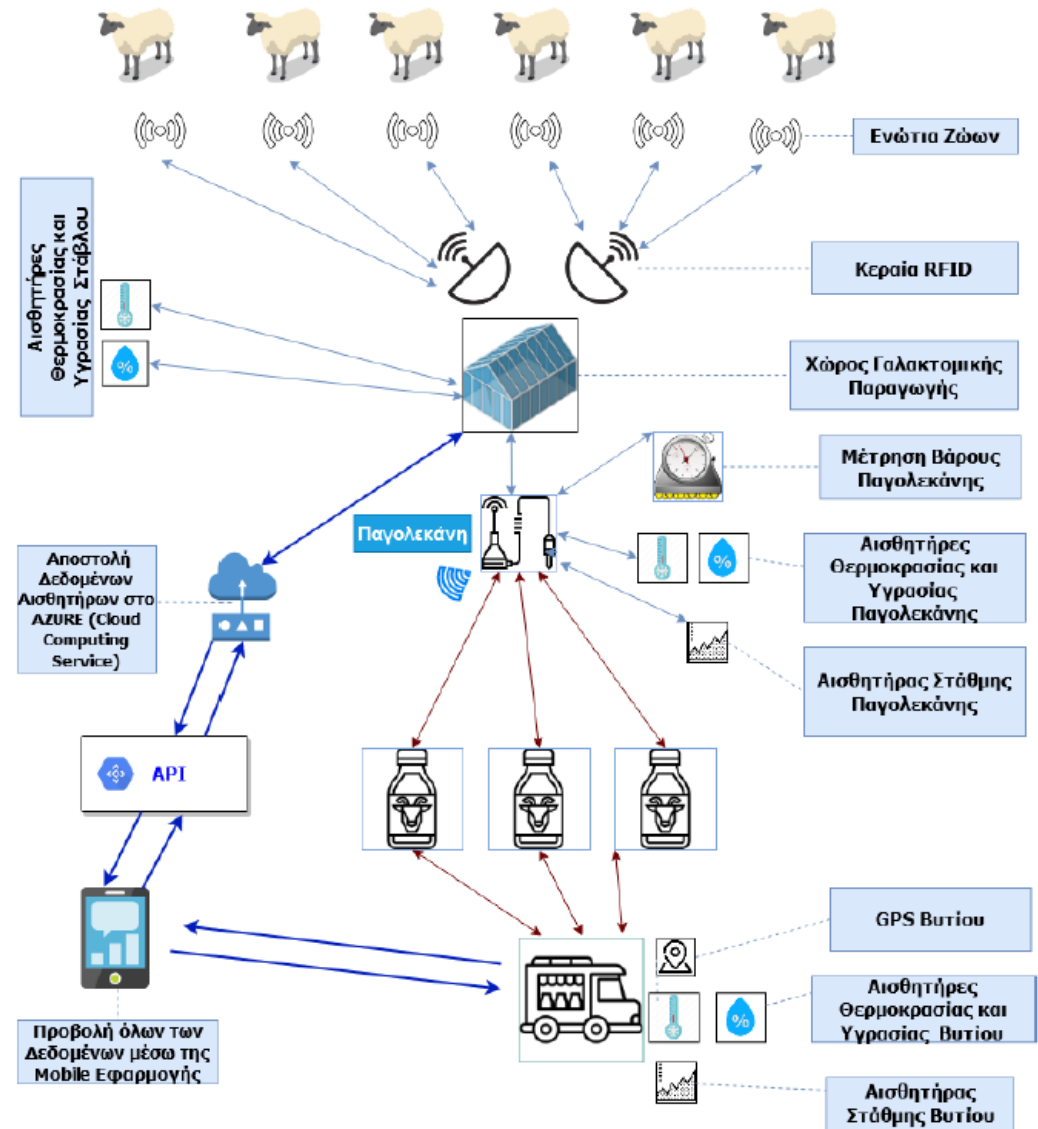 Ενώτια Ζώων
Αισθητήρες
Θερμοκρασίας και
Υγρασίας Στάβλου
Κεραία RFID
%
Χώρος Γαλακτομικής
Παραγωγής
Μέτρηση Βάρους
Παγολεκάνης
Παγολεκάνη
%
Αισθητήρες
Θερμοκρασίας και
Υγρασίας
Παγολεκάνης
Αποστολή
Δεδομένων
Αισθητήρων στο
AZURE (Cloud
Computing
Service)
Αισθητήρας Στάθμης
Παγολεκάνης
API
GPS Βυτίου
%
Αισθητήρες
Θερμοκρασίας και
Υγρασίας Βυτίου
Προβολή όλων των
Δεδομένων μέσω της
Mobile Εφαρμογής
Αισθητήρας
Στάθμης Βυτίου